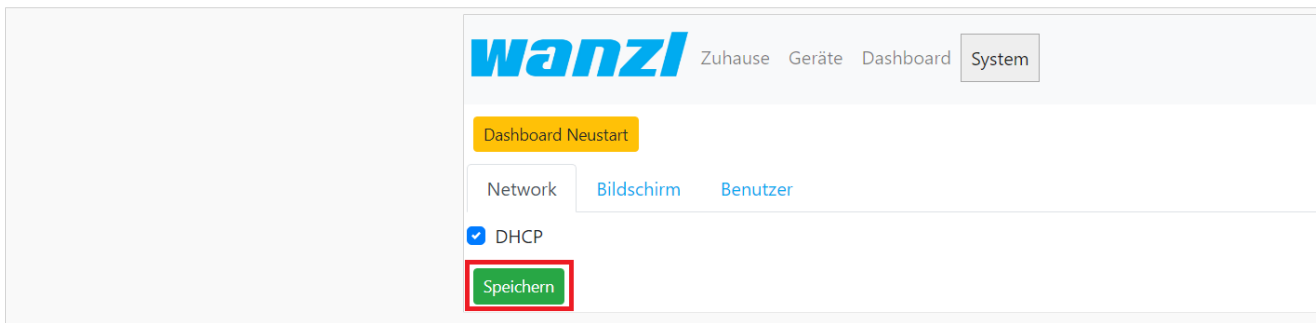 wanzl Zuhause Geräte Dashboard System
Dashboard Neustart
Network Bildschirm Benutzer
DHCP
Speichern